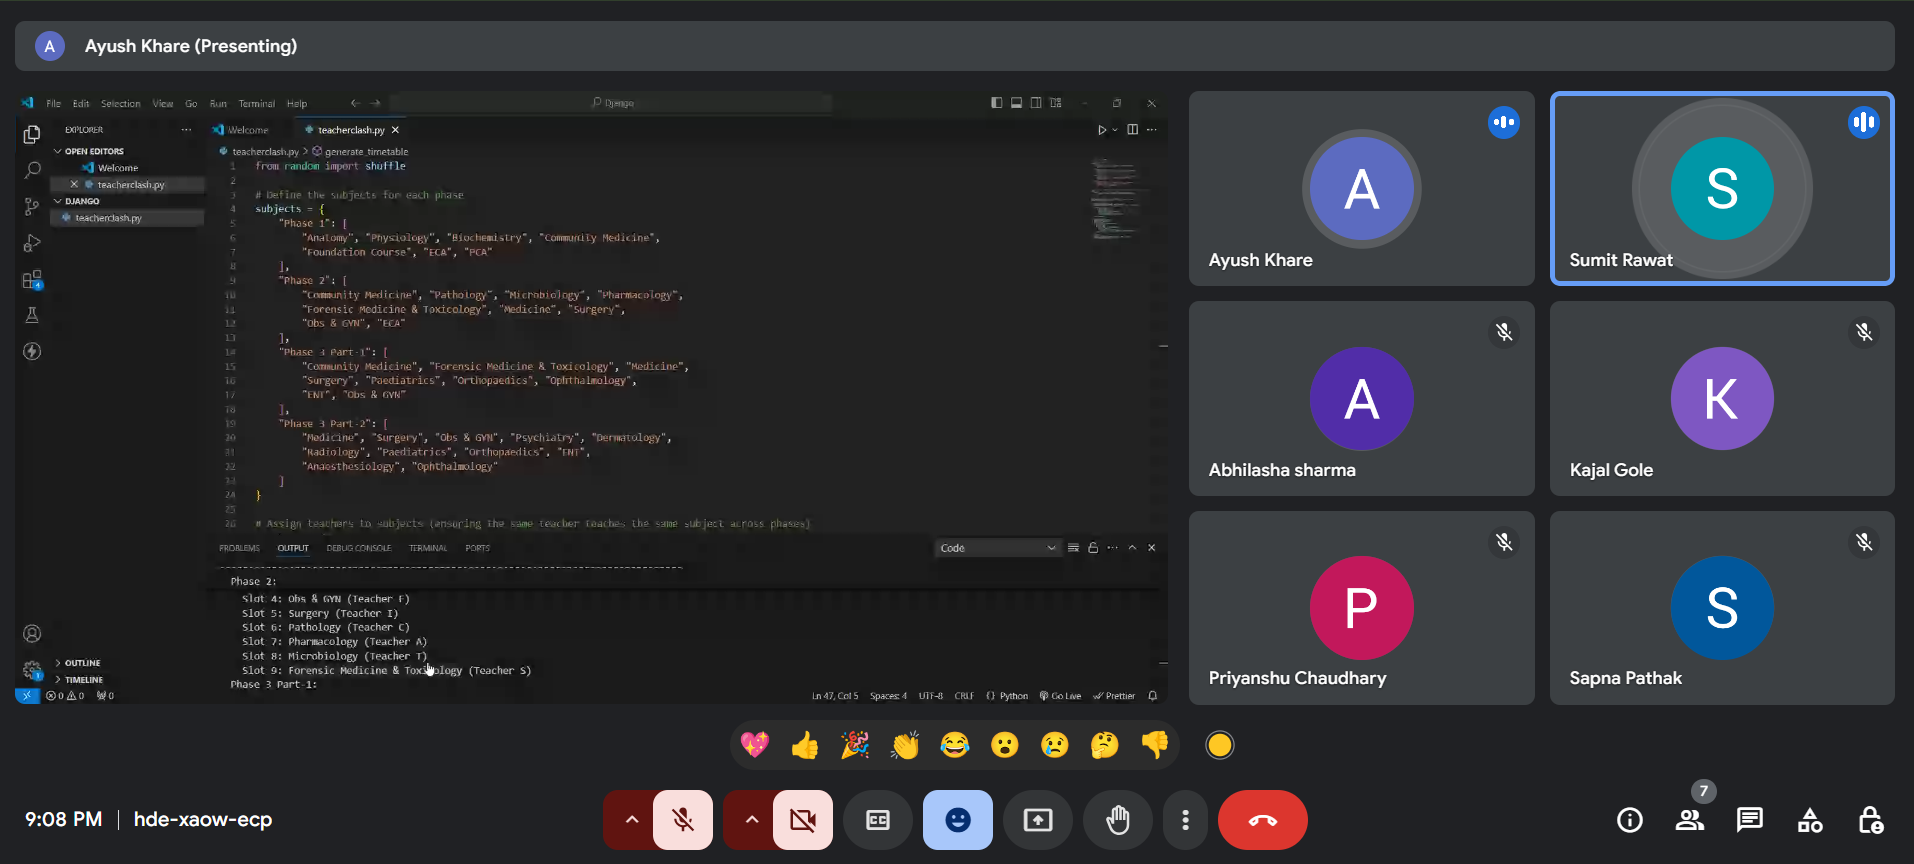 A Ayush Khare (Presenting)
File Edit Selection View Go Run Terminal Help
Django
EXPLORER
OPEN EDITORS
Welcome
teacherclash.py
DJANGO
teacherclash.py
Welcome teacherclash.py
teacherclash.py > generate_timetable
1 from random import shuffle
2
3 # Define the subjects for each phase
4 subjects = {
5 "Phase 1": [
6 "Anatomy", "Physiology", "Biochemistry", "Community Medicine",
7 "Foundation Course", "ECA", "PCA"
8 ],
9 "Phase 2": [
10 "Community Medicine", "Pathology", "Microbiology", "Pharmacology",
11 "Forensic Medicine & Toxicology", "Medicine", "Surgery",
12 "Obs & GYN", "ECA"
13 ],
14 "Phase 3 Part-1": [
15 "Community Medicine", "Forensic Medicine & Toxicology", "Medicine",
16 "Surgery", "Paediatrics", "Orthopaedics", "Ophthalmology",
17 "ENT", "Obs & GYN"
18 ],
19 "Phase 3 Part-2": [
20 "Medicine", "Surgery", "Obs & GYN", "Psychiatry", "Dermatology",
21 "Radiology", "Paediatrics", "Orthopaedics", "ENT",
22 "Anaesthesiology", "Ophthalmology"
23 ]
24 }
25
26 # Assign teachers to subjects (ensuring the same teacher teaches the same subject across phases)
PROBLEMS OUTPUT DEBUG CONSOLE TERMINAL PORTS
Code
Phase 2:
Slot 4: Obs & GYN (Teacher F)
Slot 5: Surgery (Teacher I)
Slot 6: Pathology (Teacher C)
Slot 7: Pharmacology (Teacher A)
Slot 8: Microbiology (Teacher T)
Slot 9: Forensic Medicine & Toxicology (Teacher S)
Phase 3 Part-1:
OUTLINE
TIMELINE
0 0 0
Ln 47, Col 5 Spaces: 4 UTF-8 CRLF {} Python Go Live Prettier
A
Ayush Khare
S
Sumit Rawat
A
Abhilasha sharma
K
Kajal Gole
P
Priyanshu Chaudhary
S
Sapna Pathak
9:08 PM | hde-xaow-ecp
CC
7